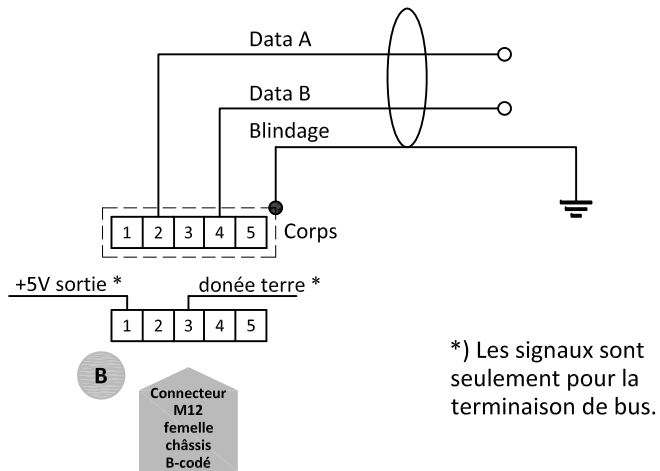 Data A
Data B
Blindage
1 2 3 4 5 Corps
+5V sortie * donée terre *
1 2 3 4 5
B
Connecteur
M12
femelle
châssis
B-codé
*) Les signaux sont
seulement pour la
terminaison de bus.